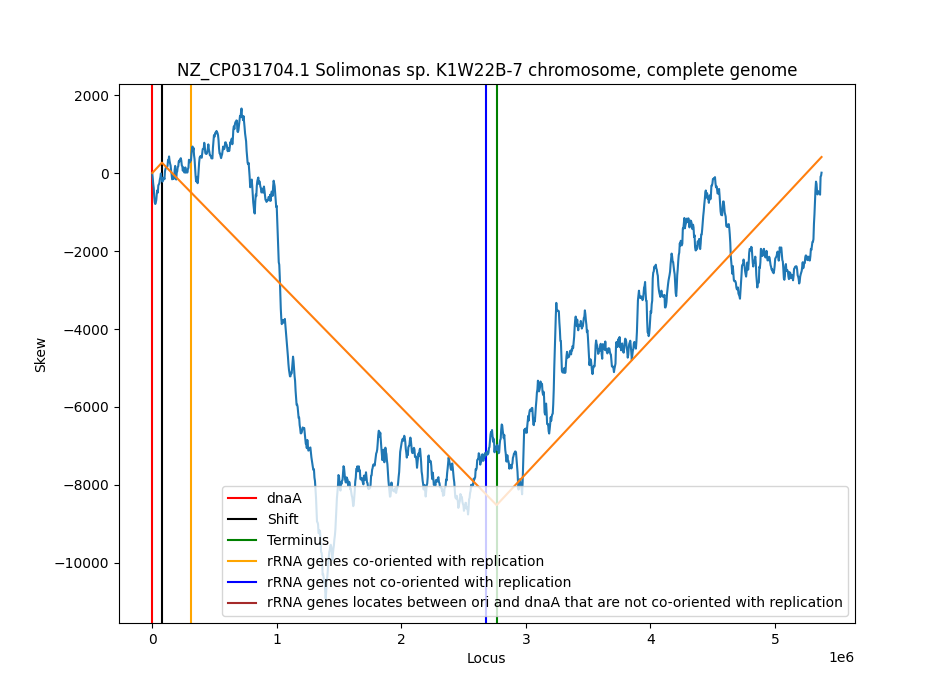 NZ_CP031704.1 Solimonas sp. K1W22B-7 chromosome, complete genome
2000
0
−2000
−4000
−6000
−8000
−10000
Skew
dnaA
Shift
Terminus
rRNA genes co-oriented with replication
rRNA genes not co-oriented with replication
rRNA genes locates between ori and dnaA that are not co-oriented with replication
0 1 2 3 4 5
Locus
1e6